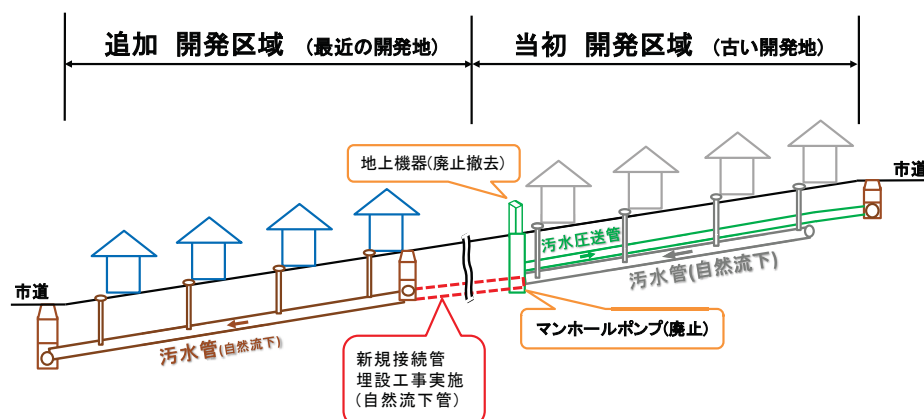 追加 開発区域 (最近の開発地)
当初 開発区域 (古い開発地)
地上機器(廃止撤去)
市道
汚水圧送管
汚水管(自然流下)
市道
マンホールポンプ(廃止)
汚水管(自然流下)
新規接続管
埋設工事実施
(自然流下管)